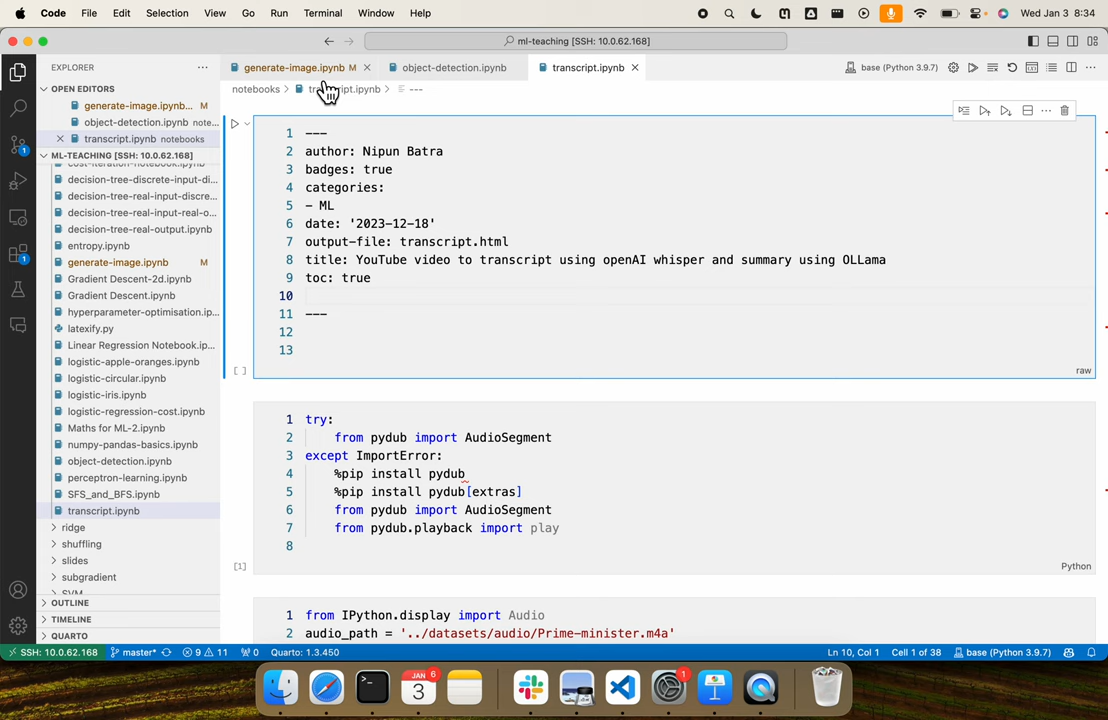 Code File Edit Selection View Go Run Terminal Window Help Wed Jan 3 8:34
ml-teaching [SSH: 10.0.62.168]
EXPLORER
generate-image.ipynb M
object-detection.ipynb
transcript.ipynb
base (Python 3.9.7)
OPEN EDITORS
generate-image.ipynb... M
object-detection.ipynb note...
transcript.ipynb notebooks
ML-TEACHING [SSH: 10.0.62.168]
cost-iteration-notebook.ipynb
decision-tree-discrete-input-di...
decision-tree-real-input-discre...
decision-tree-real-input-real-o...
decision-tree-real-output.ipynb
entropy.ipynb
generate-image.ipynb M
Gradient Descent-2d.ipynb
Gradient Descent.ipynb
hyperparameter-optimisation.ip...
latexify.py
Linear Regression Notebook.ip...
logistic-apple-oranges.ipynb
logistic-circular.ipynb
logistic-iris.ipynb
logistic-regression-cost.ipynb
Maths for ML-2.ipynb
numpy-pandas-basics.ipynb
object-detection.ipynb
perceptron-learning.ipynb
SFS_and_BFS.ipynb
transcript.ipynb
ridge
shuffling
slides
subgradient
SVM
OUTLINE
TIMELINE
QUARTO
notebooks > transcript.ipynb > ---
1 ---
2 author: Nipun Batra
3 badges: true
4 categories:
5 - ML
6 date: '2023-12-18'
7 output-file: transcript.html
8 title: YouTube video to transcript using openAI whisper and summary using OLLama
9 toc: true
10
11 ---
12
13
[ ] raw
1 try:
2 from pydub import AudioSegment
3 except ImportError:
4 %pip install pydub
5 %pip install pydub[extras]
6 from pydub import AudioSegment
7 from pydub.playback import play
8
[1] Python
1 from IPython.display import Audio
2 audio_path = '../datasets/audio/Prime-minister.m4a'
SSH: 10.0.62.168 master* 9 11 0 Quarto: 1.3.450 Ln 10, Col 1 Cell 1 of 38 base (Python 3.9.7)
JAN 6
3
1